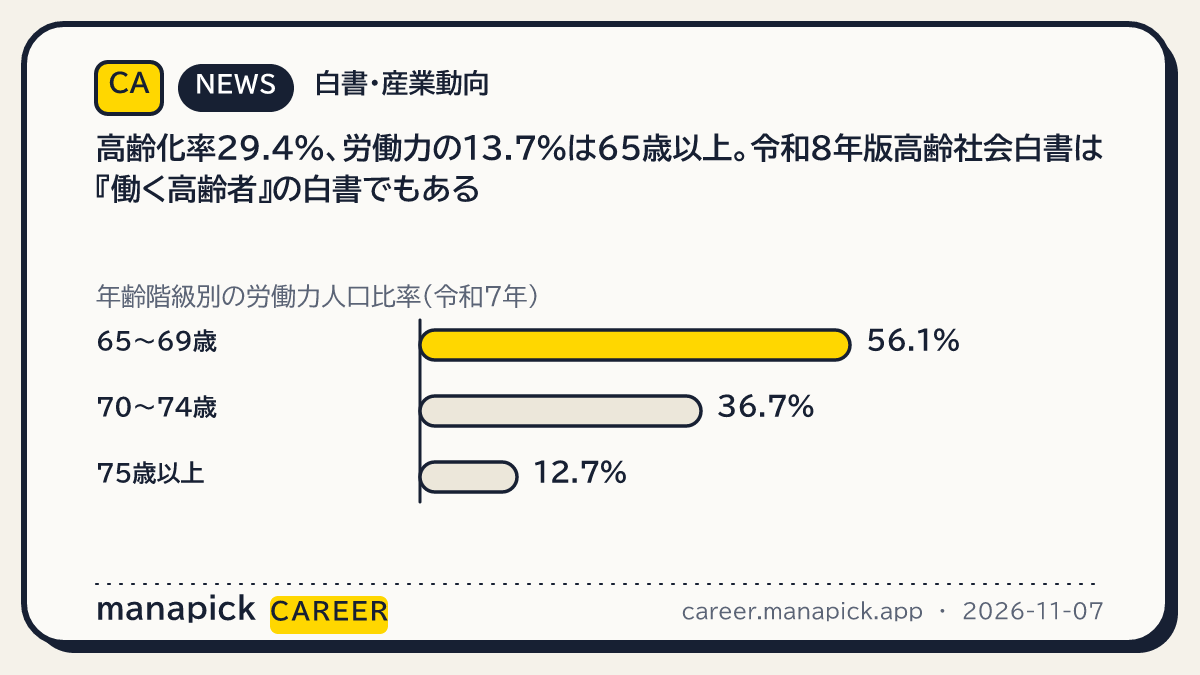 CA NEWS 白書・産業動向
高齢化率29.4%、労働力の13.7%は65歳以上。令和8年版高齢社会白書は
『働く高齢者』の白書でもある
年齢階級別の労働力人口比率（令和7年）
65〜69歳 56.1%
70〜74歳 36.7%
75歳以上 12.7%
manapick CAREER career.manapick.app · 2026-11-07